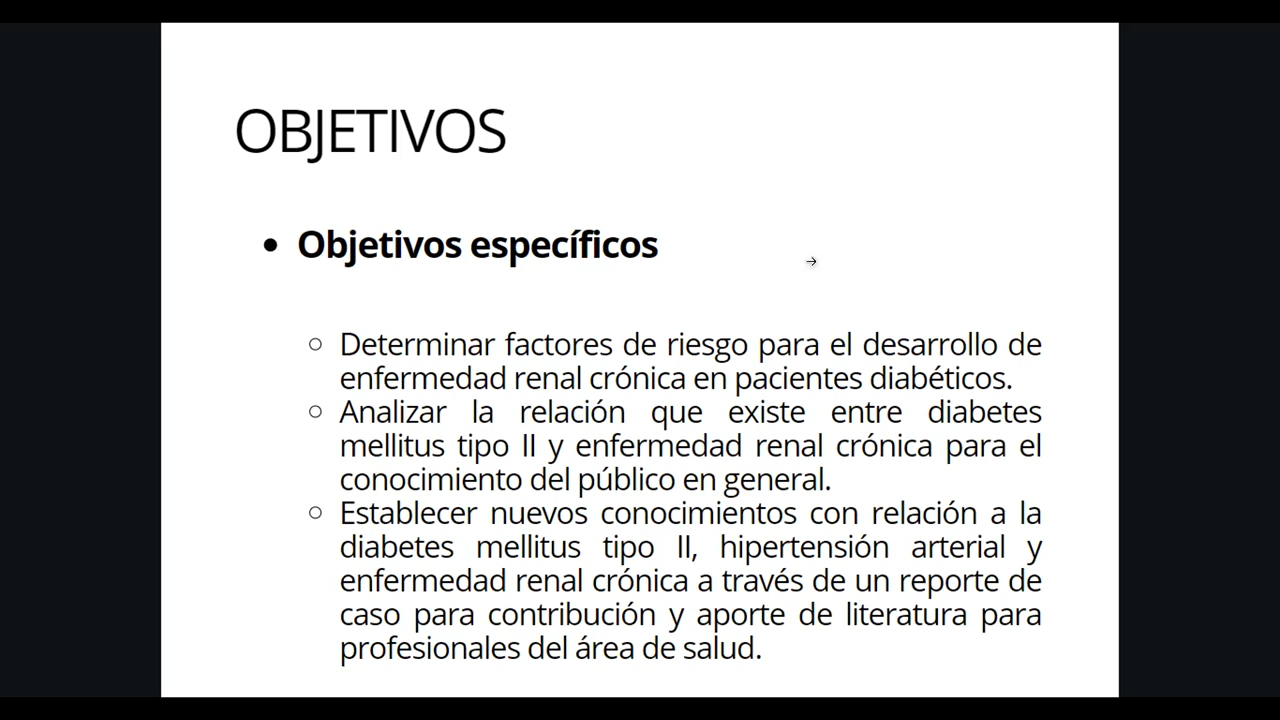 OBJETIVOS
• Objetivos específicos
○ Determinar factores de riesgo para el desarrollo de
enfermedad renal crónica en pacientes diabéticos.
○ Analizar la relación que existe entre diabetes
mellitus tipo II y enfermedad renal crónica para el
conocimiento del público en general.
○ Establecer nuevos conocimientos con relación a la
diabetes mellitus tipo II, hipertensión arterial y
enfermedad renal crónica a través de un reporte de
caso para contribución y aporte de literatura para
profesionales del área de salud.